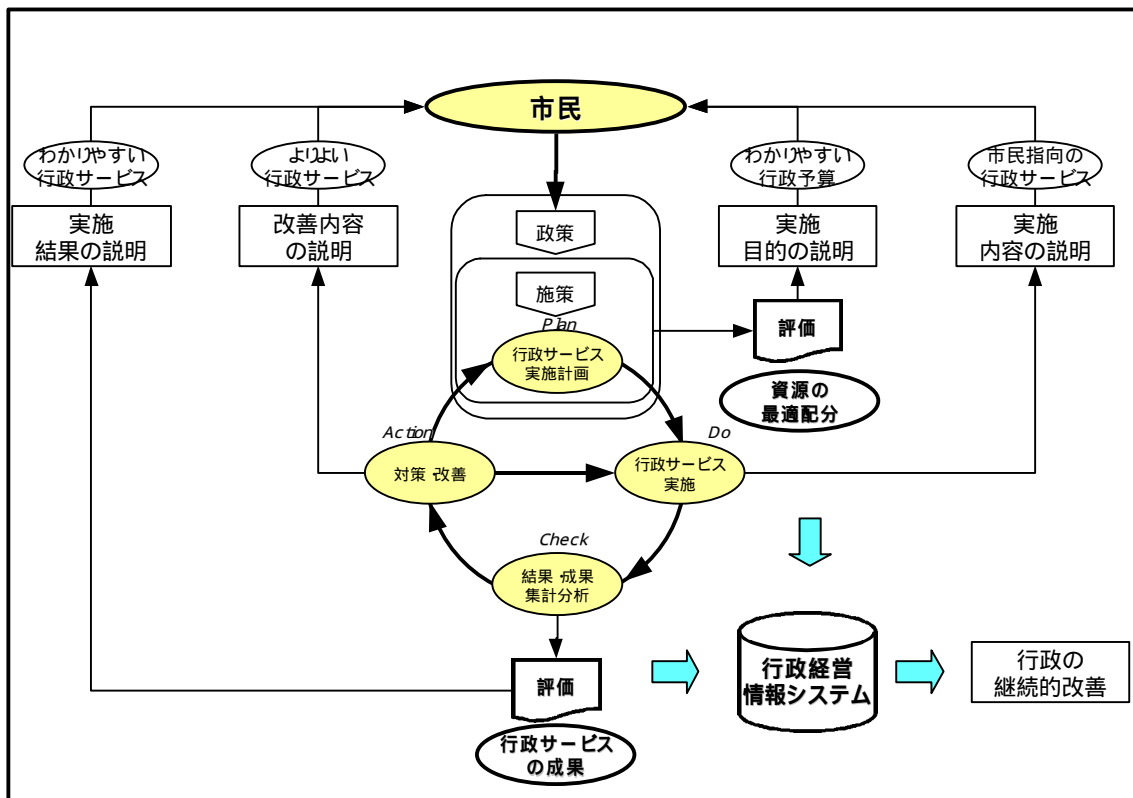 市民
わかりやすい
行政サービス
よりよい
行政サービス
わかりやすい
行政予算
市民指向の
行政サービス
実施
結果の説明
改善内容
の説明
政策
実施
目的の説明
実施
内容の説明
施策
Plan
行政サービス
実施計画
評価
資源の
最適配分
Action
Do
対策・改善
行政サービス
実施
Check
結果・成果
集計分析
評価
行政経営
情報システム
行政の
継続的改善
行政サービス
の成果